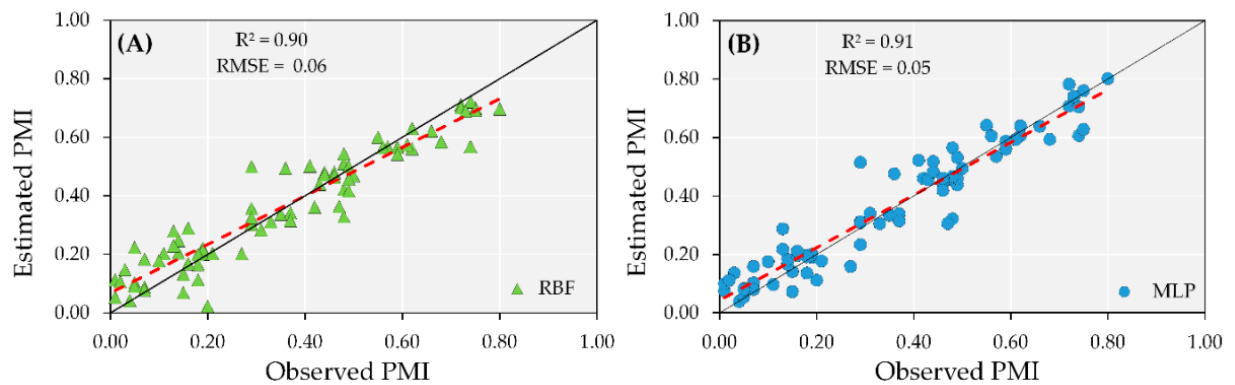 (A)
R² = 0.90
RMSE = 0.06
1.00
0.80
0.60
0.40
0.20
0.00
Estimated PMI
RBF
0.00 0.20 0.40 0.60 0.80 1.00
Observed PMI
(B)
R² = 0.91
RMSE = 0.05
1.00
0.80
0.60
0.40
0.20
0.00
Estimated PMI
MLP
0.00 0.20 0.40 0.60 0.80 1.00
Observed PMI